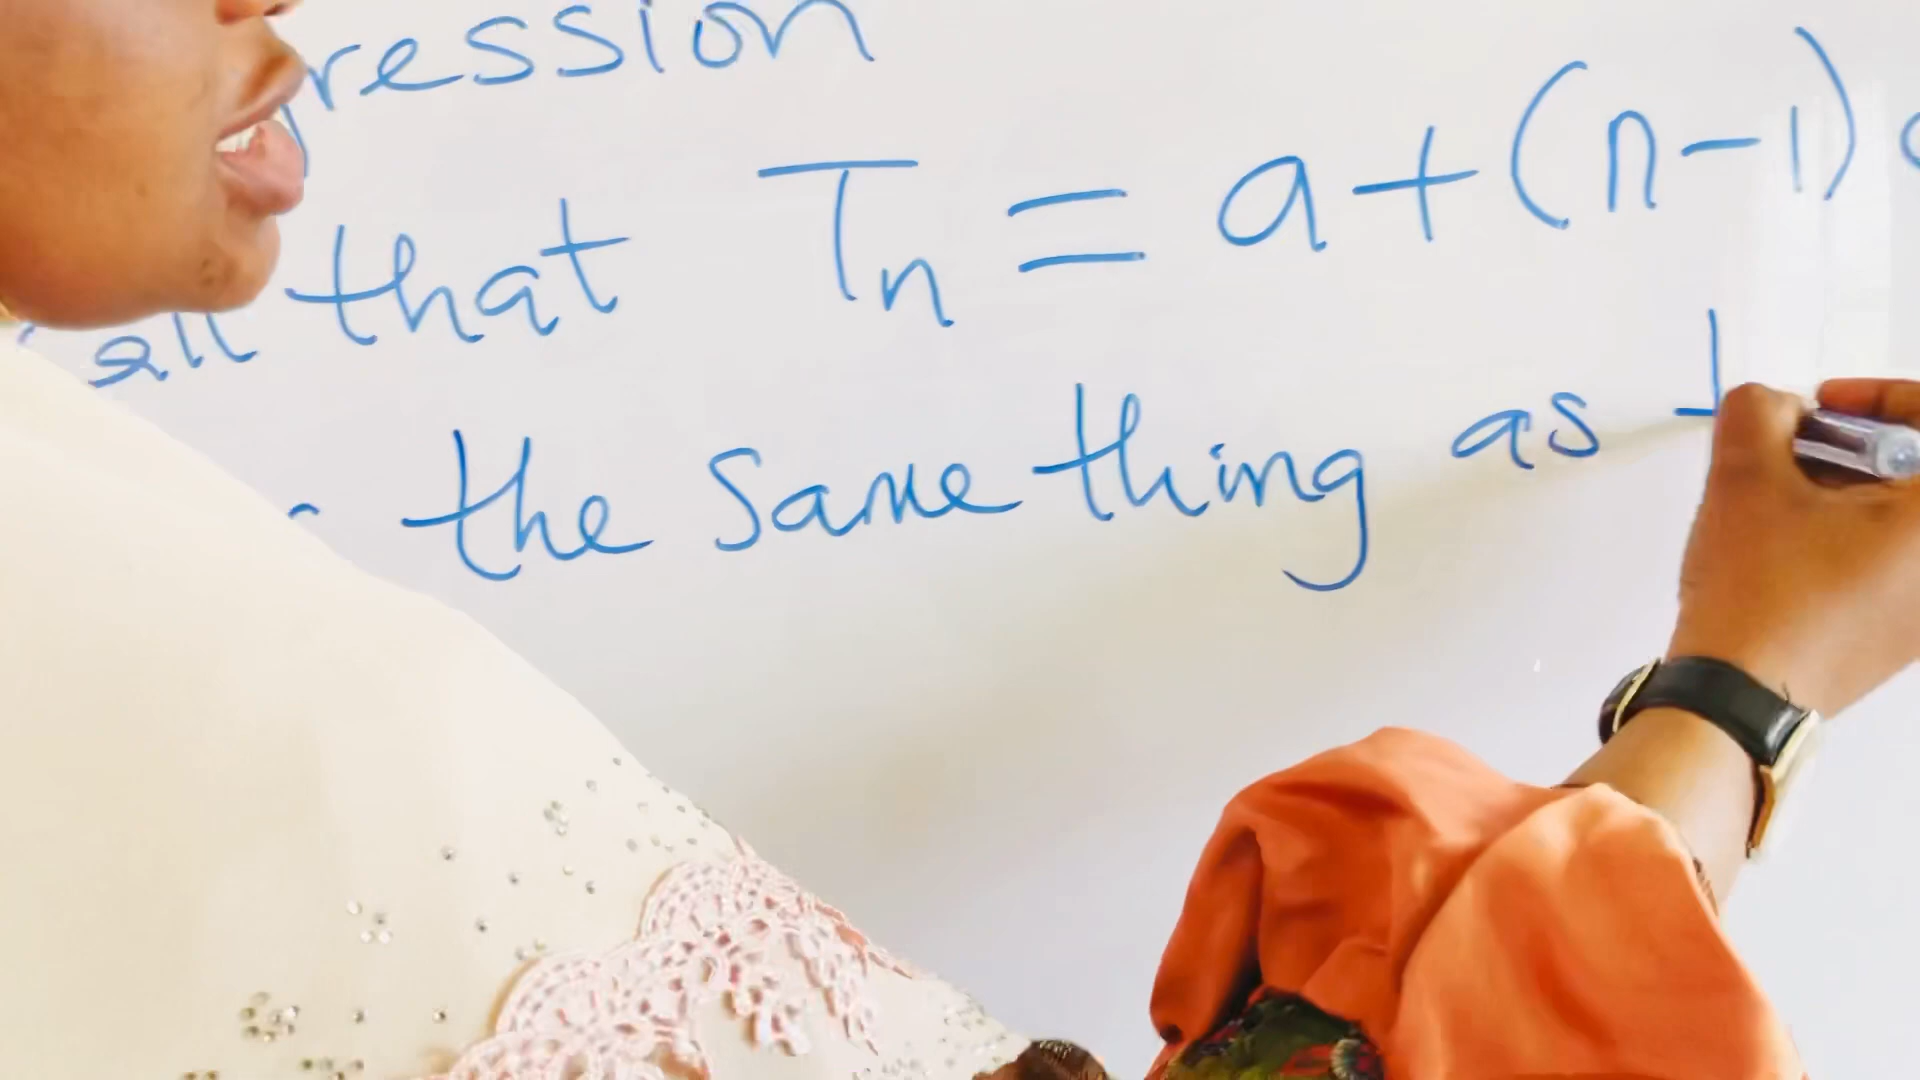 ression
all that Tn = a + (n-1)
the same thing as